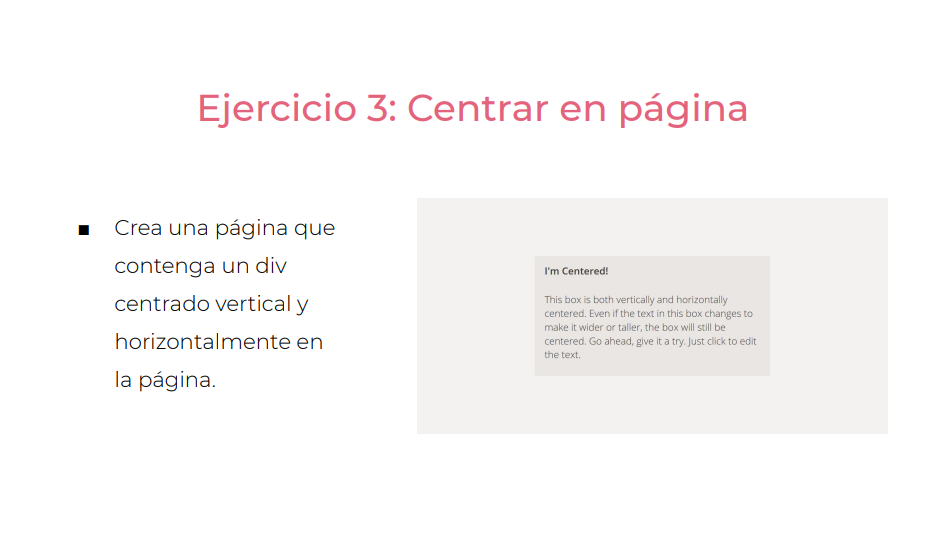 Ejercicio 3: Centrar en página
■ Crea una página que
contenga un div
centrado vertical y
horizontalmente en
la página.
I'm Centered!
This box is both vertically and horizontally
centered. Even if the text in this box changes to
make it wider or taller, the box will still be
centered. Go ahead, give it a try. Just click to edit
the text.